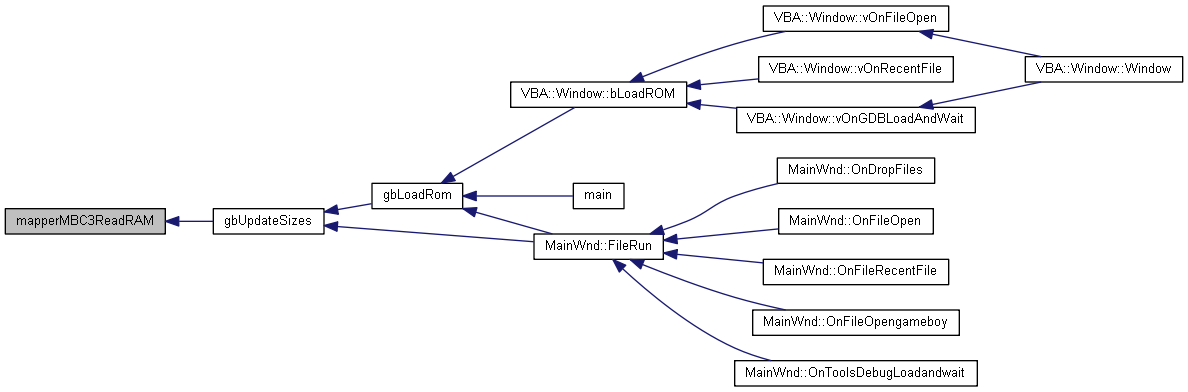 VBA::Window::vOnFileOpen
VBA::Window::vOnRecentFile
VBA::Window::Window
VBA::Window::bLoadROM
VBA::Window::vOnGDBLoadAndWait
MainWnd::OnDropFiles
gbLoadRom
main
mapperMBC3ReadRAM
gbUpdateSizes
MainWnd::OnFileOpen
MainWnd::FileRun
MainWnd::OnFileRecentFile
MainWnd::OnFileOpengameboy
MainWnd::OnToolsDebugLoadandwait